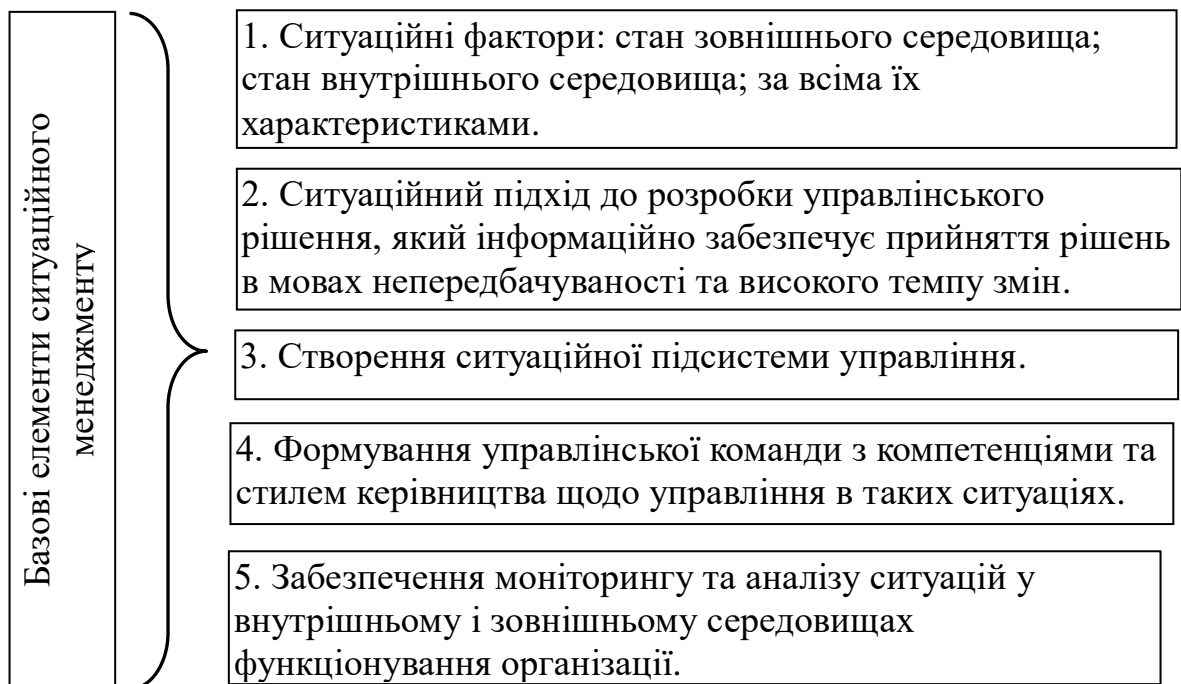 Базові елементи ситуаційного
менеджменту
1. Ситуаційні фактори: стан зовнішнього середовища;
стан внутрішнього середовища; за всіма їх
характеристиками.
2. Ситуаційний підхід до розробки управлінського
рішення, який інформаційно забезпечує прийняття рішень
в мовах непередбачуваності та високого темпу змін.
3. Створення ситуаційної підсистеми управління.
4. Формування управлінської команди з компетенціями та
стилем керівництва щодо управління в таких ситуаціях.
5. Забезпечення моніторингу та аналізу ситуацій у
внутрішньому і зовнішньому середовищах
функціонування організації.